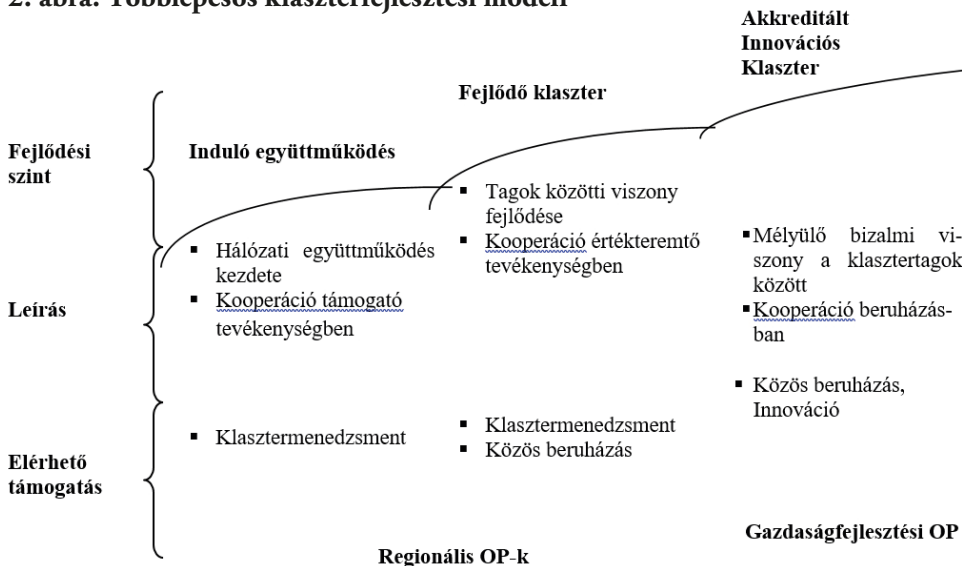 2. ábra: Többlépcsős klaszterfejlesztési modell
Akkreditált
Innovációs
Klaszter
Fejlődő klaszter
Fejlődési
szint
Induló együttműködés
▪ Tagok közötti viszony
fejlődése
▪ Kooperáció értékteremtő
tevékenységben
▪ Hálózati együttműködés
kezdete
▪ Kooperáció támogató
tevékenységben
▪ Mélyülő bizalmi vi-
szony a klasztertagok
között
▪ Kooperáció beruházás-
ban
Leírás
▪ Közös beruházás,
Innováció
▪ Klasztermenedzsment
▪ Klasztermenedzsment
▪ Közös beruházás
Elérhető
támogatás
Gazdaságfejlesztési OP
Regionális OP-k